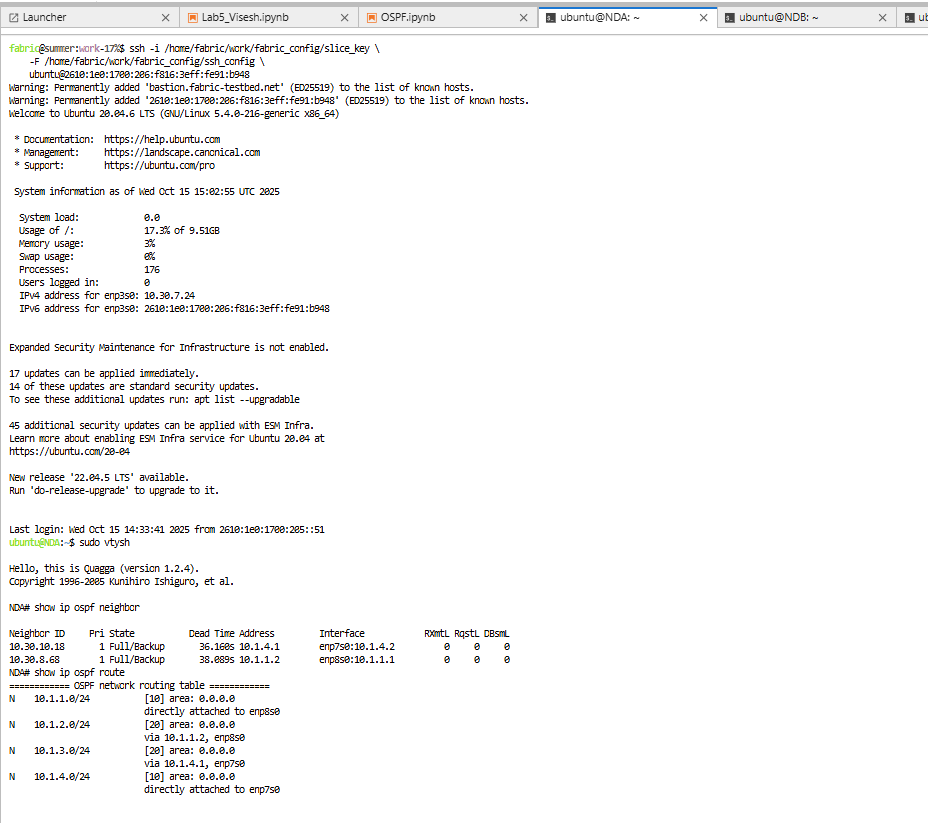 Launcher
Lab5_Visesh.ipynb
OSPF.ipynb
ubuntu@NDA: ~
ubuntu@NDB: ~
ub
fabric@summer:work-17%$ ssh -i /home/fabric/work/fabric_config/slice_key \
-F /home/fabric/work/fabric_config/ssh_config \
ubuntu@2610:1e0:1700:206:f816:3eff:fe91:b948
Warning: Permanently added 'bastion.fabric-testbed.net' (ED25519) to the list of known hosts.
Warning: Permanently added '2610:1e0:1700:206:f816:3eff:fe91:b948' (ED25519) to the list of known hosts.
Welcome to Ubuntu 20.04.6 LTS (GNU/Linux 5.4.0-216-generic x86_64)
* Documentation:  https://help.ubuntu.com
* Management:     https://landscape.canonical.com
* Support:        https://ubuntu.com/pro
System information as of Wed Oct 15 15:02:55 UTC 2025
System load:             0.0
Usage of /:              17.3% of 9.51GB
Memory usage:            3%
Swap usage:              0%
Processes:               176
Users logged in:         0
IPv4 address for enp3s0: 10.30.7.24
IPv6 address for enp3s0: 2610:1e0:1700:206:f816:3eff:fe91:b948
Expanded Security Maintenance for Infrastructure is not enabled.
17 updates can be applied immediately.
14 of these updates are standard security updates.
To see these additional updates run: apt list --upgradable
45 additional security updates can be applied with ESM Infra.
Learn more about enabling ESM Infra service for Ubuntu 20.04 at
https://ubuntu.com/20-04
New release '22.04.5 LTS' available.
Run 'do-release-upgrade' to upgrade to it.
Last login: Wed Oct 15 14:33:41 2025 from 2610:1e0:1700:205::51
ubuntu@NDA:~$ sudo vtysh
Hello, this is Quagga (version 1.2.4).
Copyright 1996-2005 Kunihiro Ishiguro, et al.
NDA# show ip ospf neighbor
Neighbor ID     Pri State           Dead Time Address         Interface            RXmtL RqstL DBsmL
10.30.10.18       1 Full/Backup       36.160s 10.1.4.1        enp7s0:10.1.4.2          0     0     0
10.30.8.68        1 Full/Backup       38.089s 10.1.1.2        enp8s0:10.1.1.1          0     0     0
NDA# show ip ospf route
============ OSPF network routing table ============
N    10.1.1.0/24           [10] area: 0.0.0.0
directly attached to enp8s0
N    10.1.2.0/24           [20] area: 0.0.0.0
via 10.1.1.2, enp8s0
N    10.1.3.0/24           [20] area: 0.0.0.0
via 10.1.4.1, enp7s0
N    10.1.4.0/24           [10] area: 0.0.0.0
directly attached to enp7s0